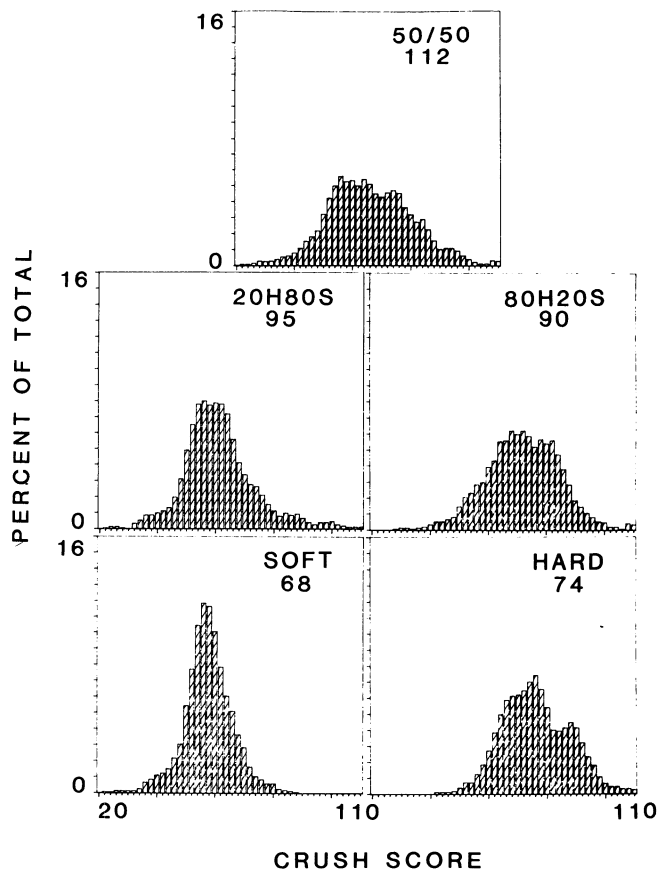 16
50/50
112
0
PERCENT OF TOTAL
16
20H80S
95
80H20S
90
0
16
SOFT
68
HARD
74
0
20
110
110
CRUSH SCORE